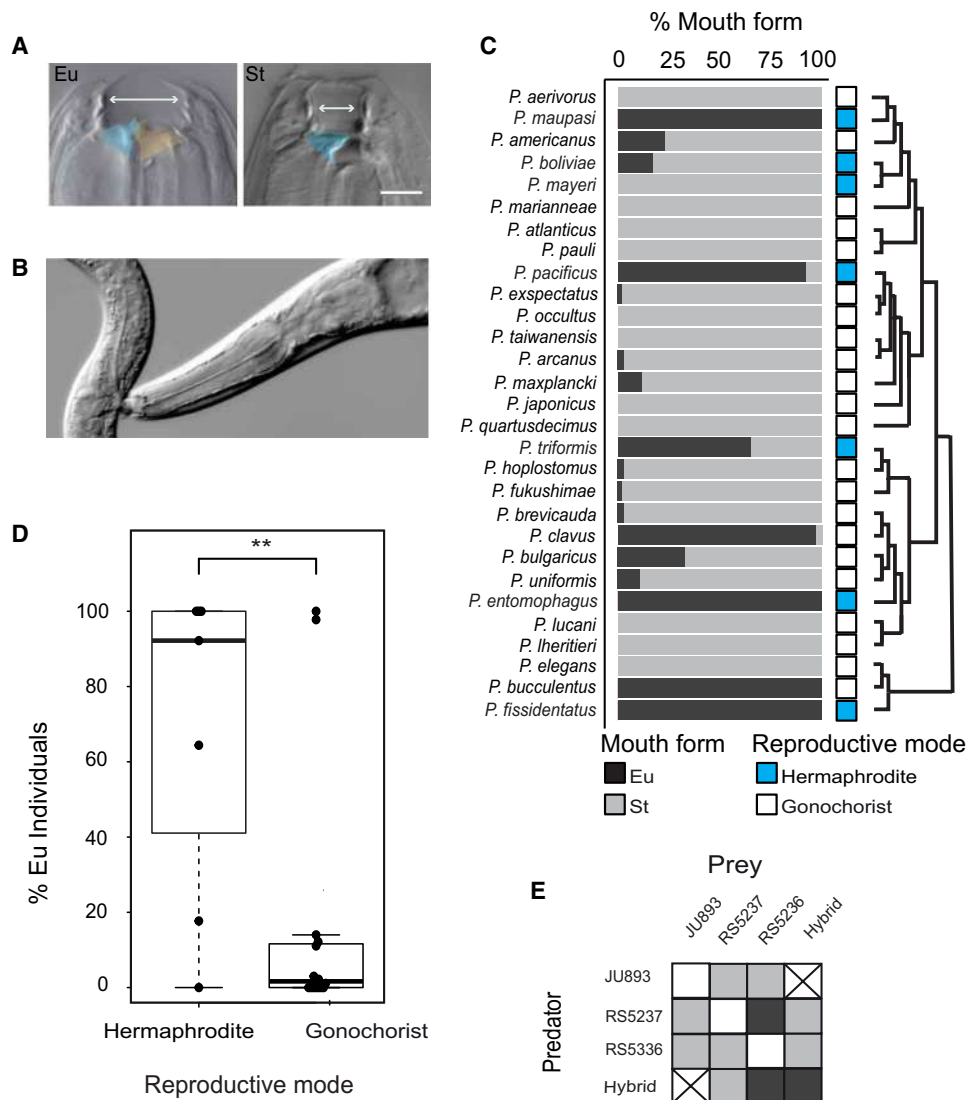 A
Eu
St
B
C
% Mouth form
0 25 50 75 100
P. aerivorus
P. maupasi
P. americanus
P. boliviae
P. mayeri
P. marianneae
P. atlanticus
P. pauli
P. pacificus
P. exspectatus
P. occultus
P. taiwanensis
P. arcanus
P. maxplancki
P. japonicus
P. quartusdecimus
P. triformis
P. hoplostomus
P. fukushimae
P. brevicauda
P. clavus
P. bulgaricus
P. uniformis
P. entomophagus
P. lucani
P. lheritieri
P. elegans
P. bucculentus
P. fissidentatus
Mouth form
Eu
St
Reproductive mode
Hermaphrodite
Gonochorist
D
**
% Eu Individuals
100
80
60
40
20
0
Hermaphrodite Gonochorist
Reproductive mode
E
Prey
JU893 RS5237 RS5236 Hybrid
Predator
JU893
RS5237
RS5336
Hybrid